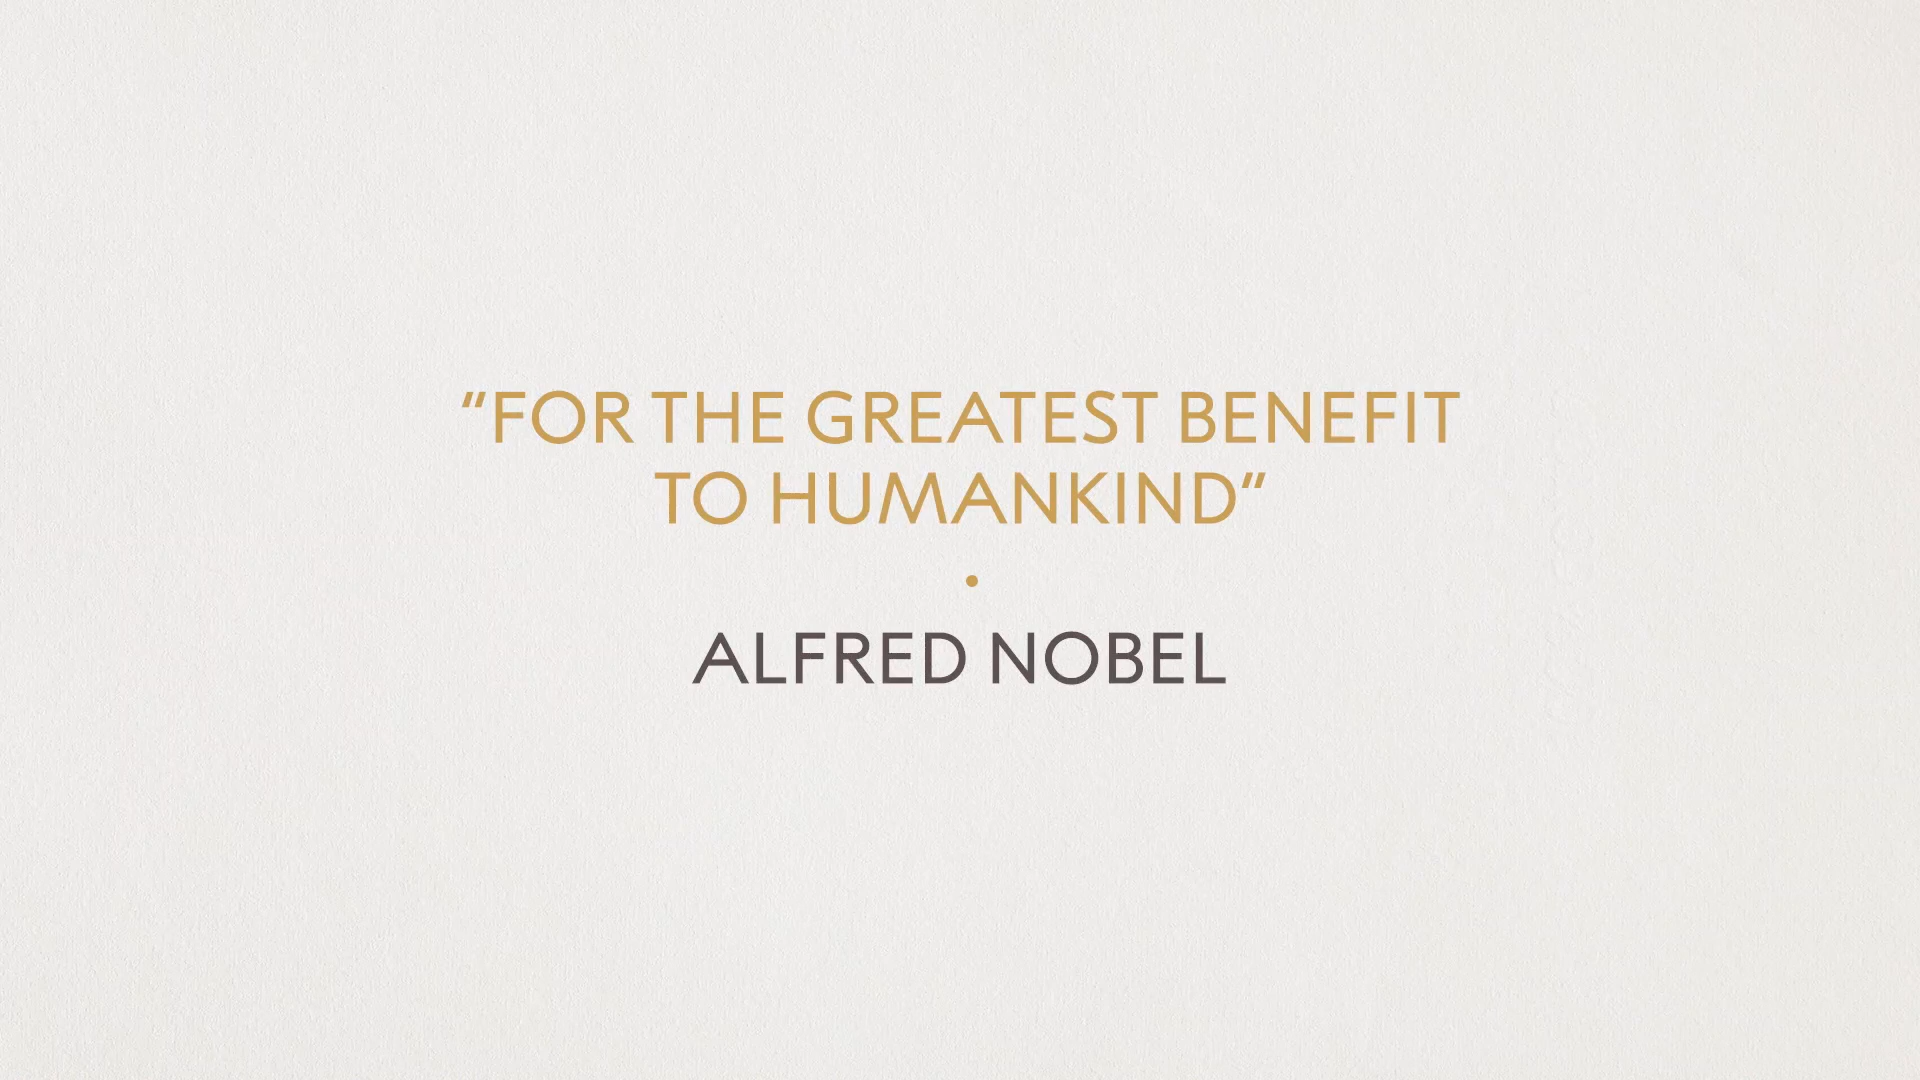 "FOR THE GREATEST BENEFIT
TO HUMANKIND"
•
ALFRED NOBEL